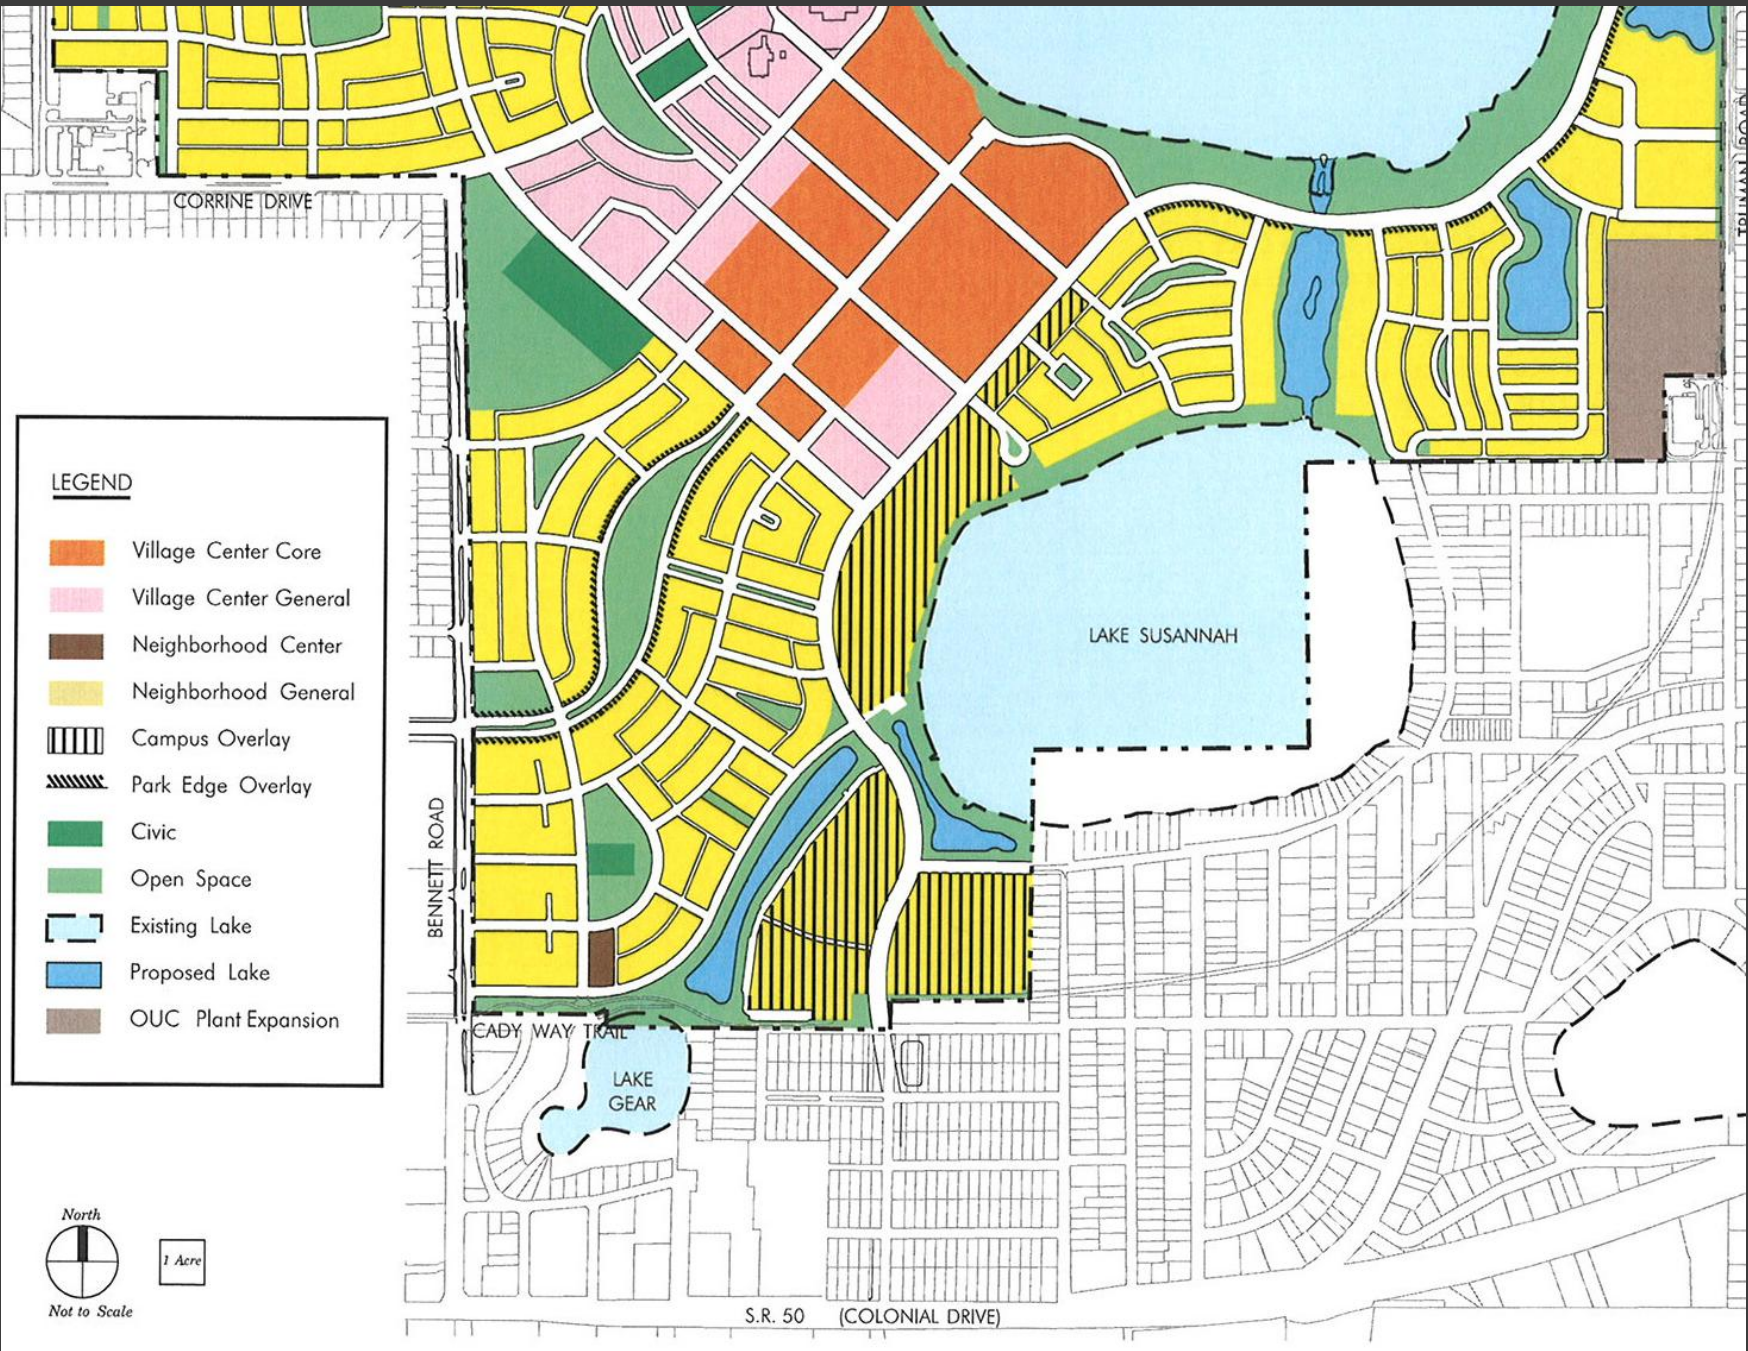 TRUMAN ROAD
CORRINE DRIVE
LEGEND
Village Center Core
Village Center General
Neighborhood Center
Neighborhood General
Campus Overlay
Park Edge Overlay
Civic
Open Space
Existing Lake
Proposed Lake
OUC Plant Expansion
LAKE SUSANNAH
BENNETT ROAD
CADY WAY TRAIL
LAKE
GEAR
North
1 Acre
Not to Scale
S.R. 50 (COLONIAL DRIVE)